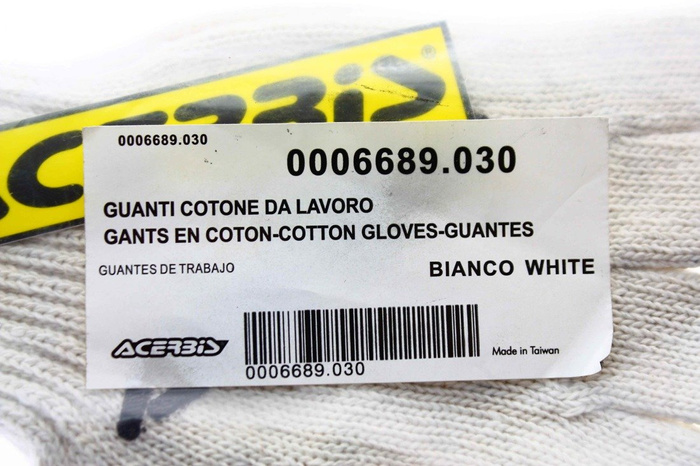 ACERBIS
0006689.030
0006689.030
GUANTI COTONE DA LAVORO
GANTS EN COTON-COTTON GLOVES-GUANTES
GUANTES DE TRABAJO
BIANCO WHITE
ACERBIS
Made in Taiwan
0006689.030